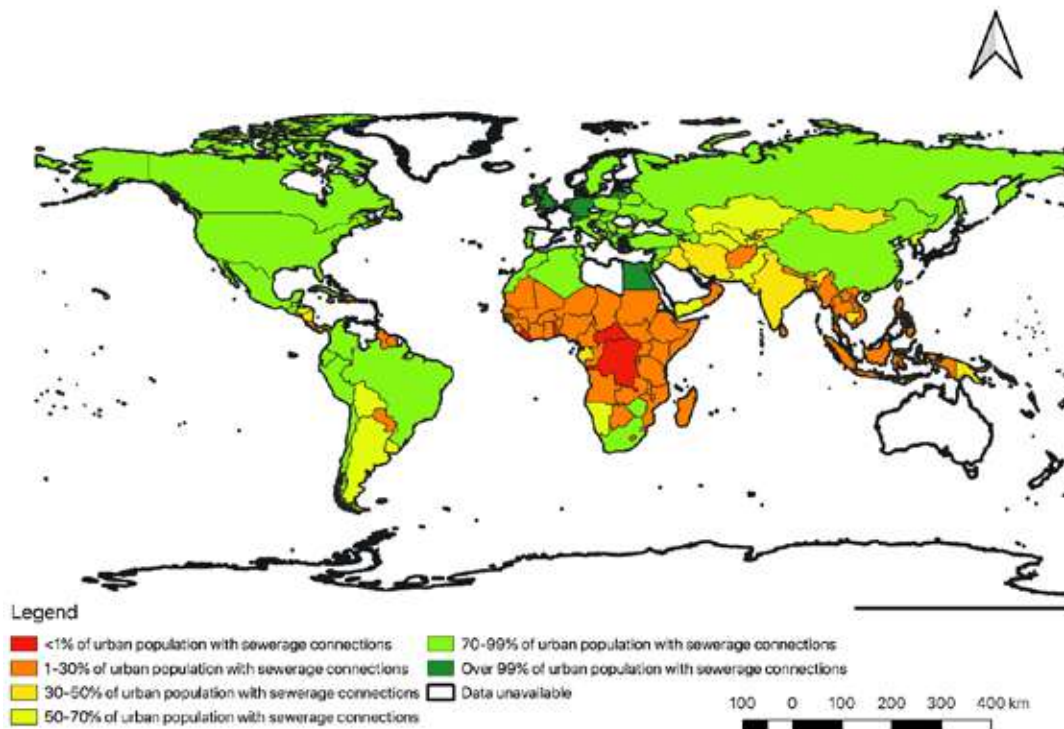 Legend
<1% of urban population with sewerage connections
1-30% of urban population with sewerage connections
30-50% of urban population with sewerage connections
50-70% of urban population with sewerage connections
70-99% of urban population with sewerage connections
Over 99% of urban population with sewerage connections
Data unavailable
100 0 100 200 300 400 km